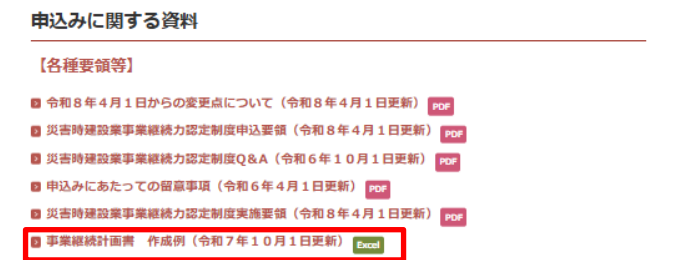 申込みに関する資料
【各種要領等】
令和８年４月１日からの変更点について（令和８年４月１日更新） PDF
災害時建設業事業継続力認定制度申込要領（令和８年４月１日更新） PDF
災害時建設業事業継続力認定制度Q&A（令和６年１０月１日更新） PDF
申込みにあたっての留意事項（令和６年４月１日更新） PDF
災害時建設業事業継続力認定制度実施要領（令和８年４月１日更新） PDF
事業継続計画書　作成例（令和７年１０月１日更新） Excel